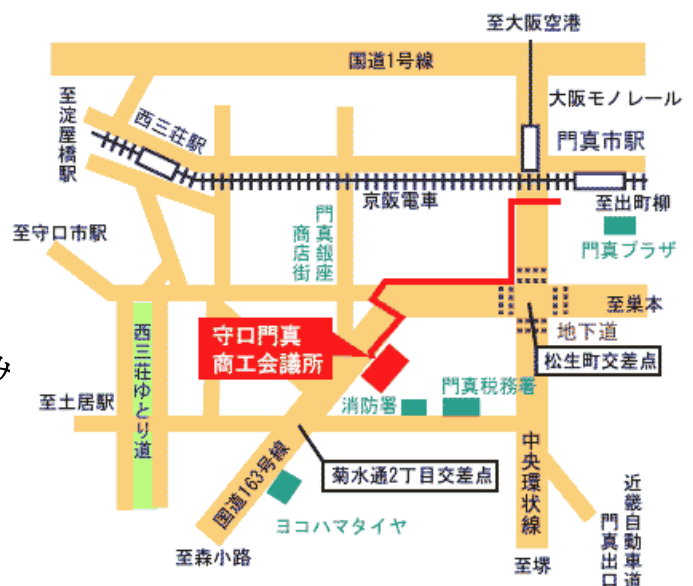 至大阪空港
国道1号線
大阪モノレール
至淀屋橋駅
西三荘駅
門真市駅
京阪電車
至出町柳
門真プラザ
至守口市駅
門真銀座
商店街
至巣本
地下道
松生町交差点
守口門真
商工会議所
み
西三荘ゆとり道
至土居駅
消防署
門真税務署
菊水通2丁目交差点
国道163号線
中央環状線
ヨコハマタイヤ
近畿自動車道
門真出口
至森小路
至堺